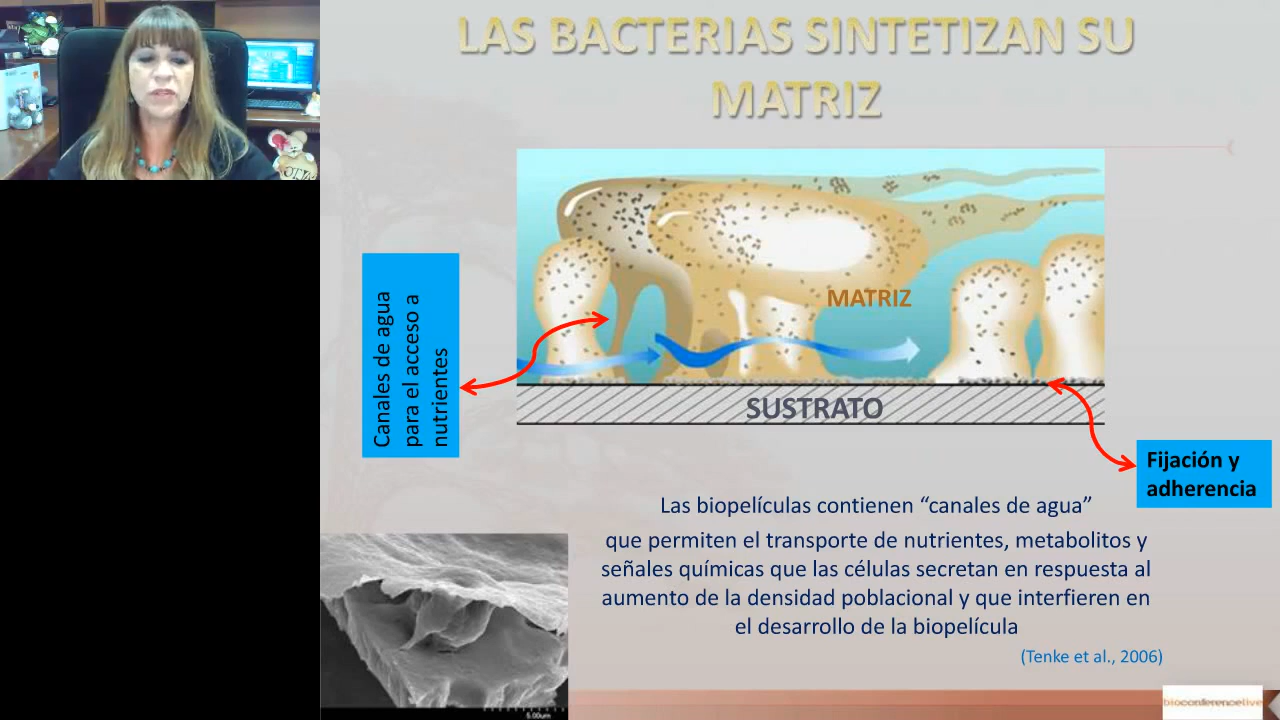 LAS BACTERIAS SINTETIZAN SU
MATRIZ
MATRIZ
Canales de agua
para el acceso a
nutrientes
SUSTRATO
Fijación y
adherencia
Las biopelículas contienen “canales de agua”
que permiten el transporte de nutrientes, metabolitos y
señales químicas que las células secretan en respuesta al
aumento de la densidad poblacional y que interfieren en
el desarrollo de la biopelícula
(Tenke et al., 2006)
5.00um
bioconferencelive